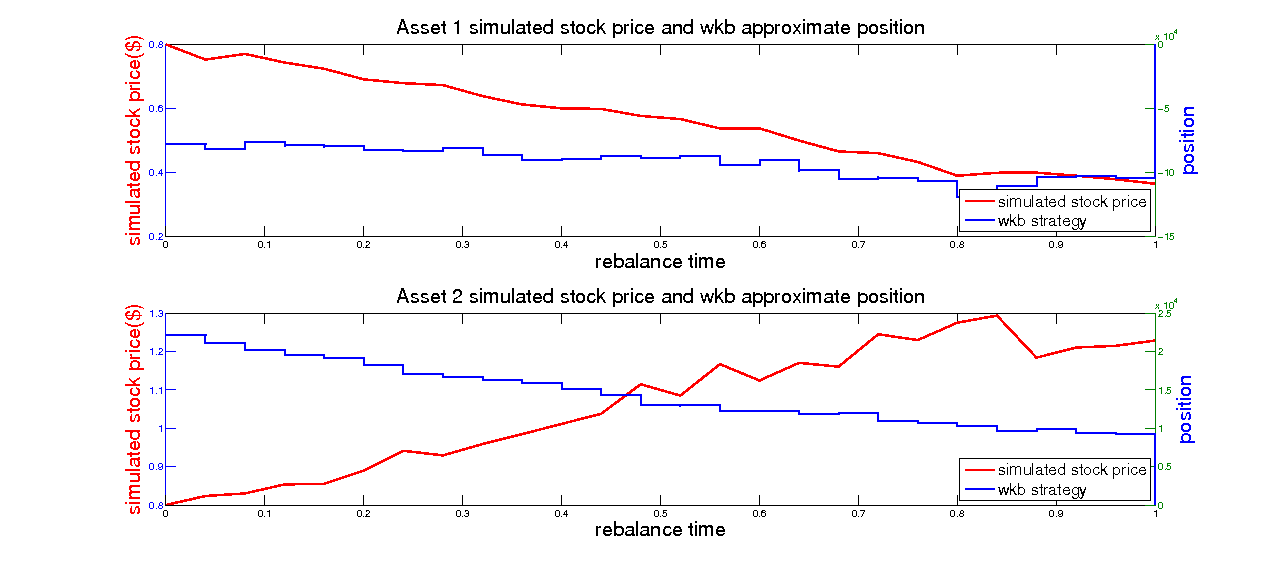 Asset 1 simulated stock price and wkb approximate position
x 10^4
simulated stock price($)
0.8
0.6
0.4
0.2
0
−5
−10
−15
position
simulated stock price
wkb strategy
0 0.1 0.2 0.3 0.4 0.5 0.6 0.7 0.8 0.9 1
rebalance time
Asset 2 simulated stock price and wkb approximate position
x 10^4
simulated stock price($)
1.3
1.2
1.1
1
0.9
0.8
2.5
2
1.5
1
0.5
0
position
simulated stock price
wkb strategy
0 0.1 0.2 0.3 0.4 0.5 0.6 0.7 0.8 0.9 1
rebalance time